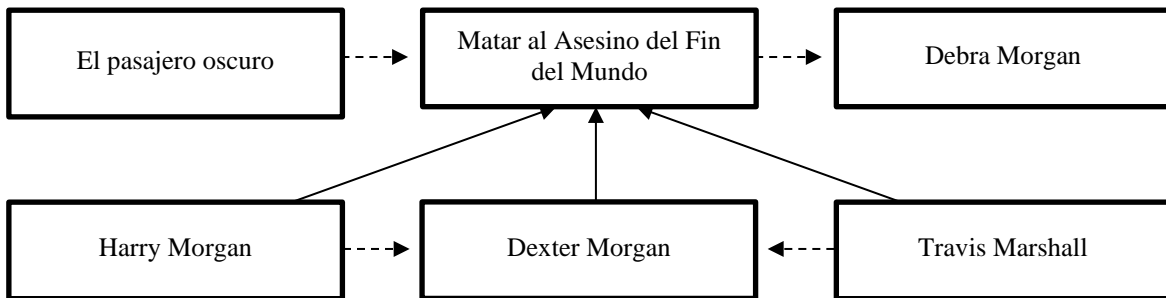 El pasajero oscuro
Matar al Asesino del Fin
del Mundo
Debra Morgan
Harry Morgan
Dexter Morgan
Travis Marshall